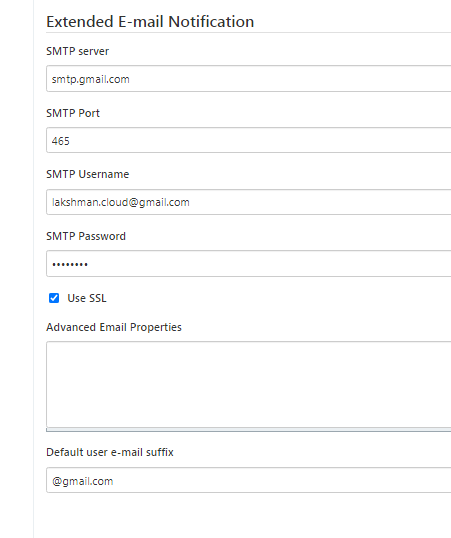 Extended E-mail Notification
SMTP server
smtp.gmail.com
SMTP Port
465
SMTP Username
lakshman.cloud@gmail.com
SMTP Password
••••••••
Use SSL
Advanced Email Properties
Default user e-mail suffix
@gmail.com